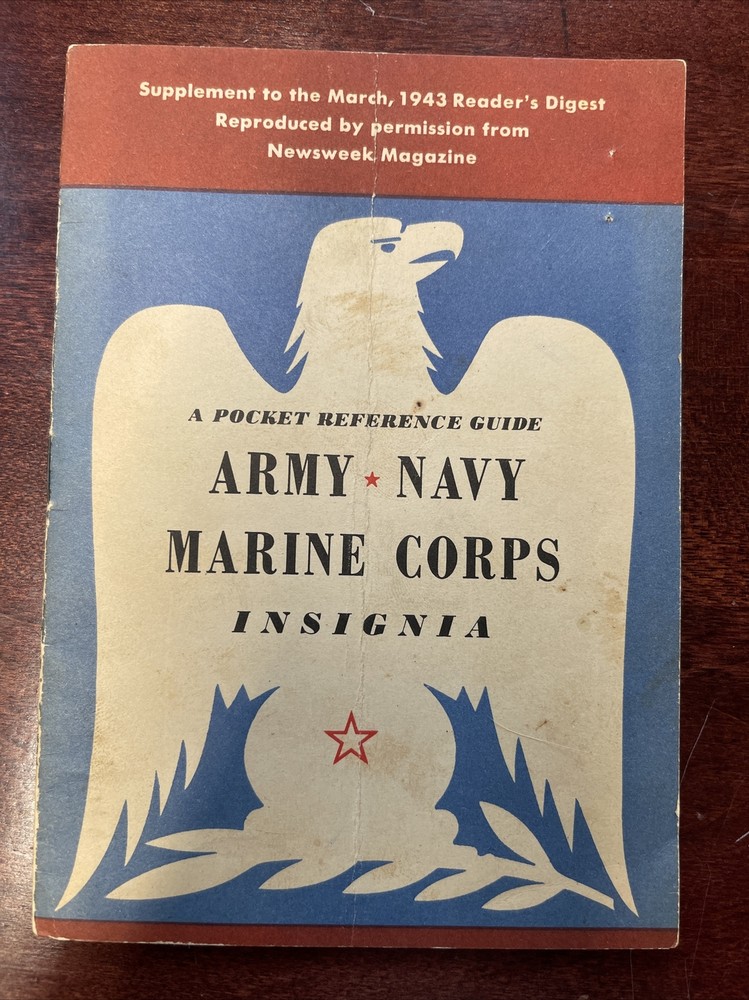 Supplement to the March, 1943 Reader's Digest
Reproduced by permission from
Newsweek Magazine
A POCKET REFERENCE GUIDE
ARMY ★ NAVY
MARINE CORPS
INSIGNIA